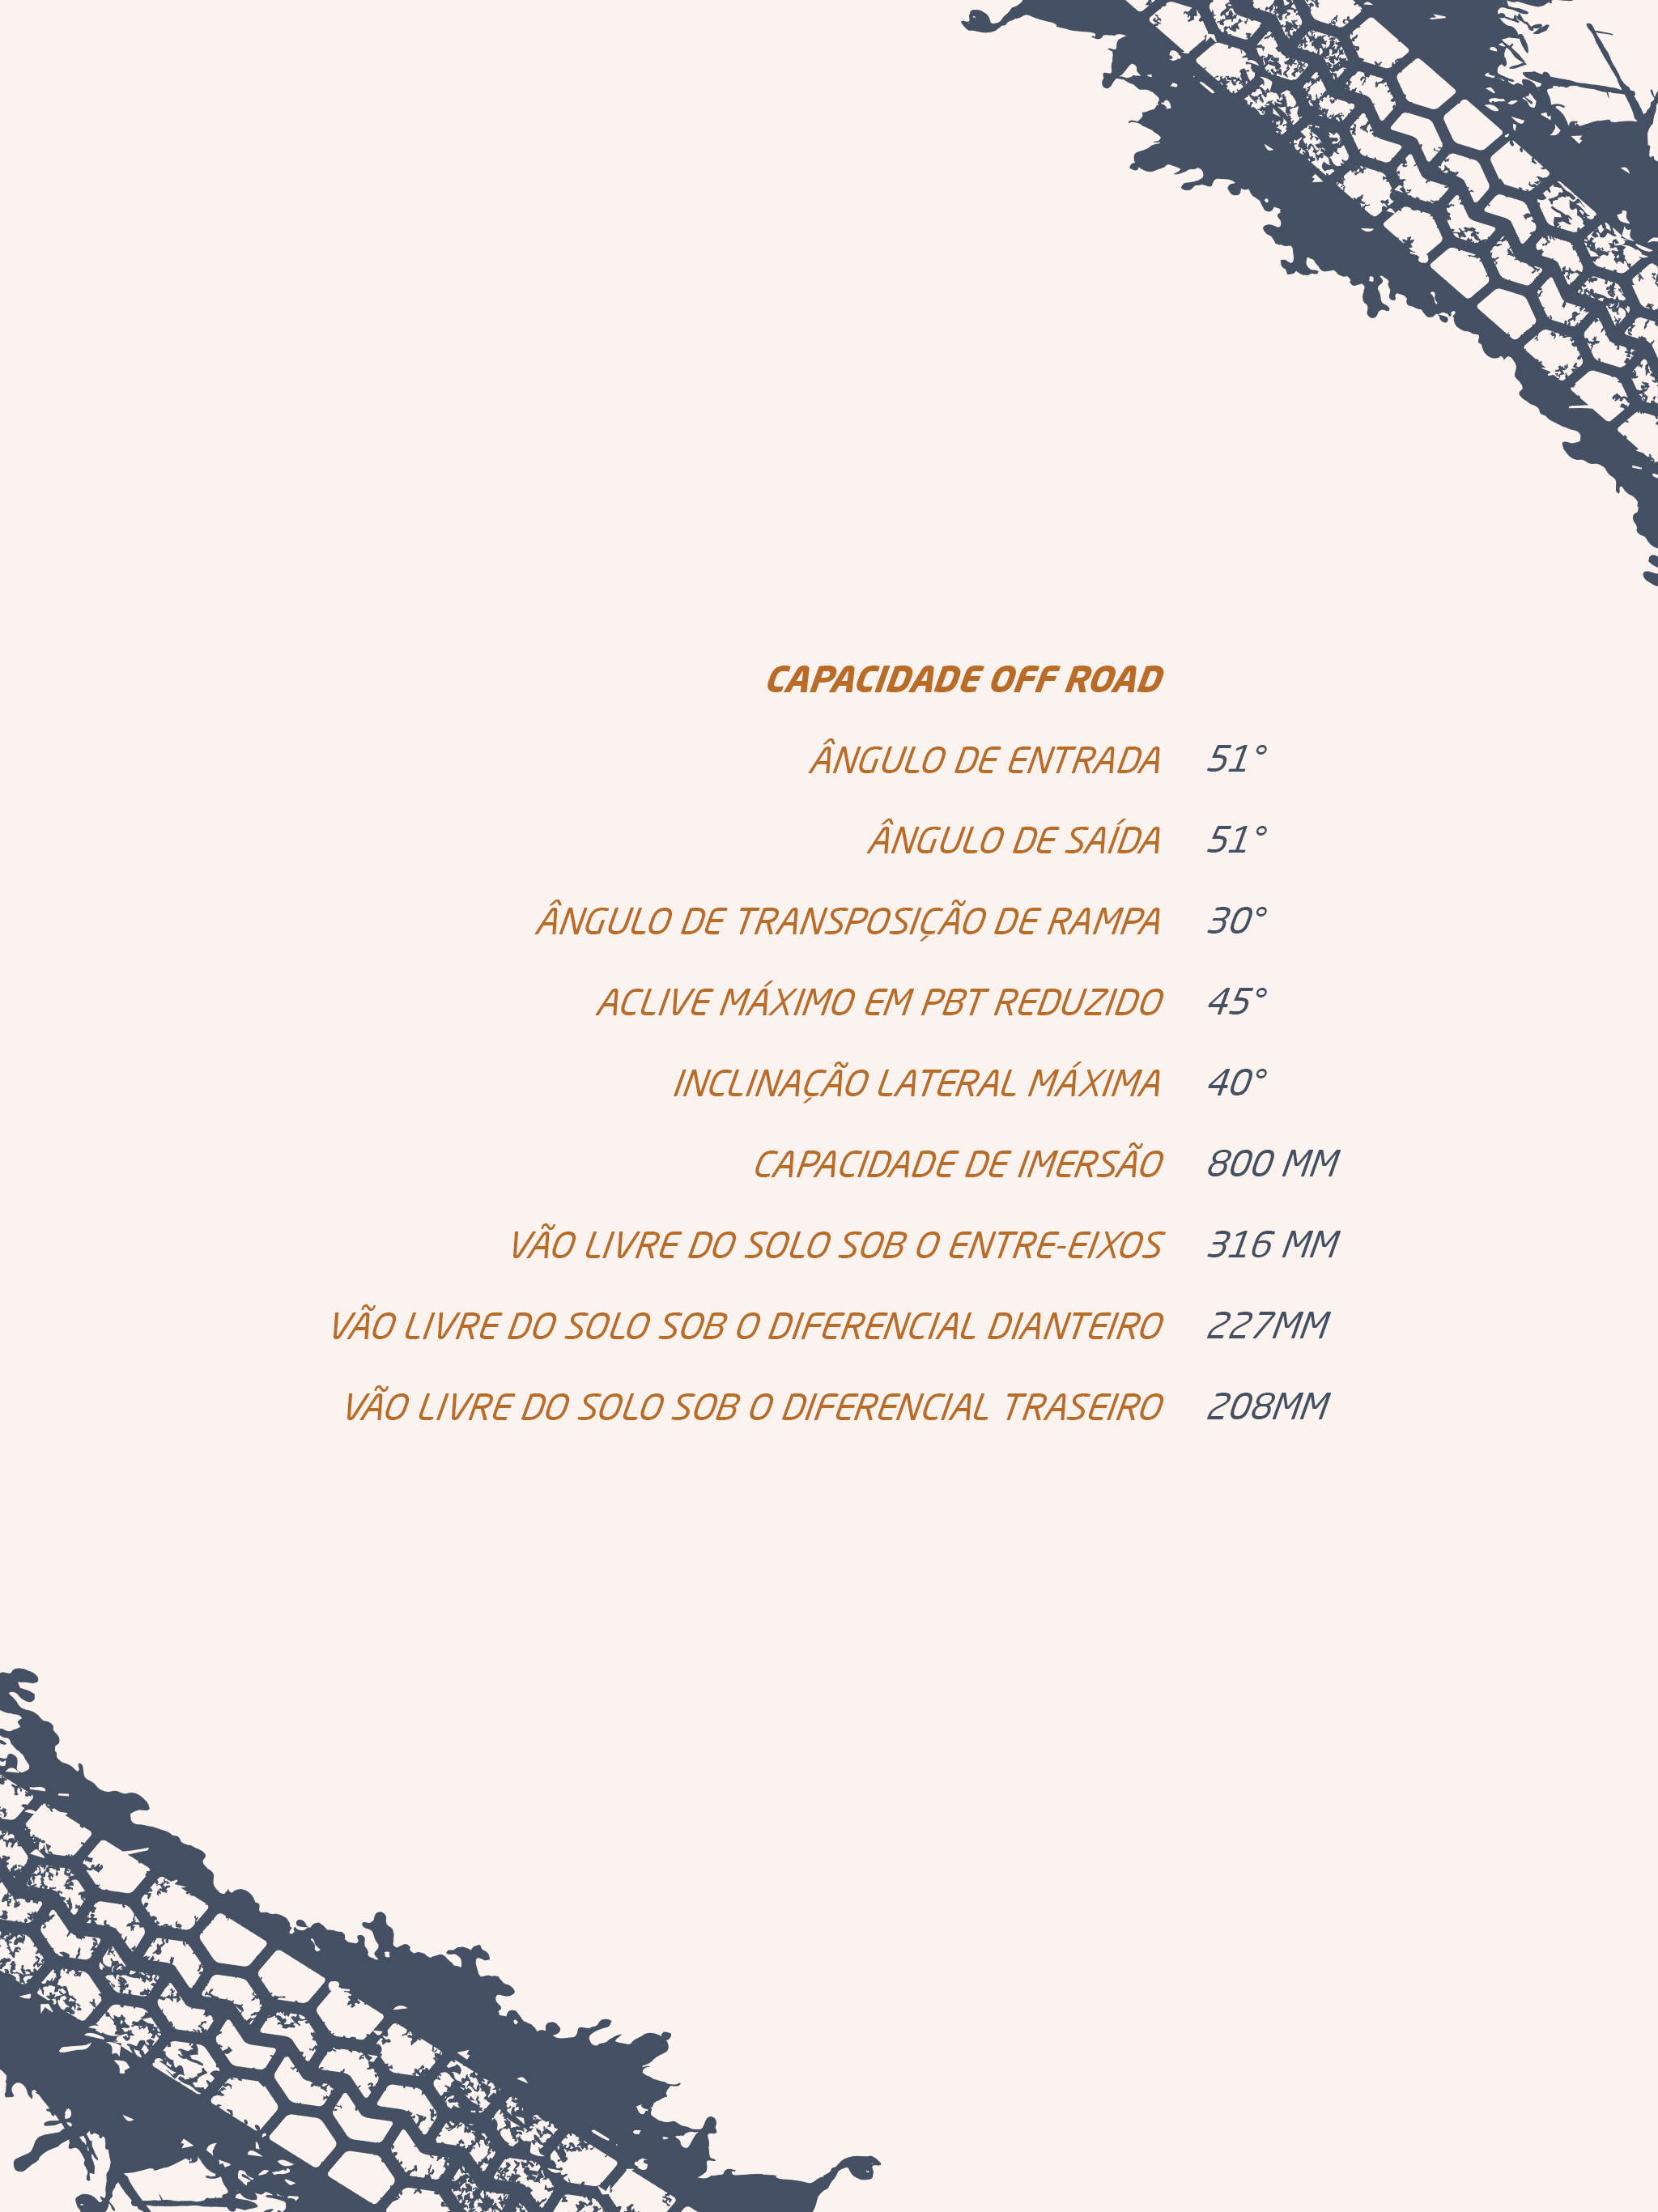 CAPACIDADE OFF ROAD
ÂNGULO DE ENTRADA 51°
ÂNGULO DE SAÍDA 51°
ÂNGULO DE TRANSPOSIÇÃO DE RAMPA 30°
ACLIVE MÁXIMO EM PBT REDUZIDO 45°
INCLINAÇÃO LATERAL MÁXIMA 40°
CAPACIDADE DE IMERSÃO 800 MM
VÃO LIVRE DO SOLO SOB O ENTRE-EIXOS 316 MM
VÃO LIVRE DO SOLO SOB O DIFERENCIAL DIANTEIRO 227MM
VÃO LIVRE DO SOLO SOB O DIFERENCIAL TRASEIRO 208MM